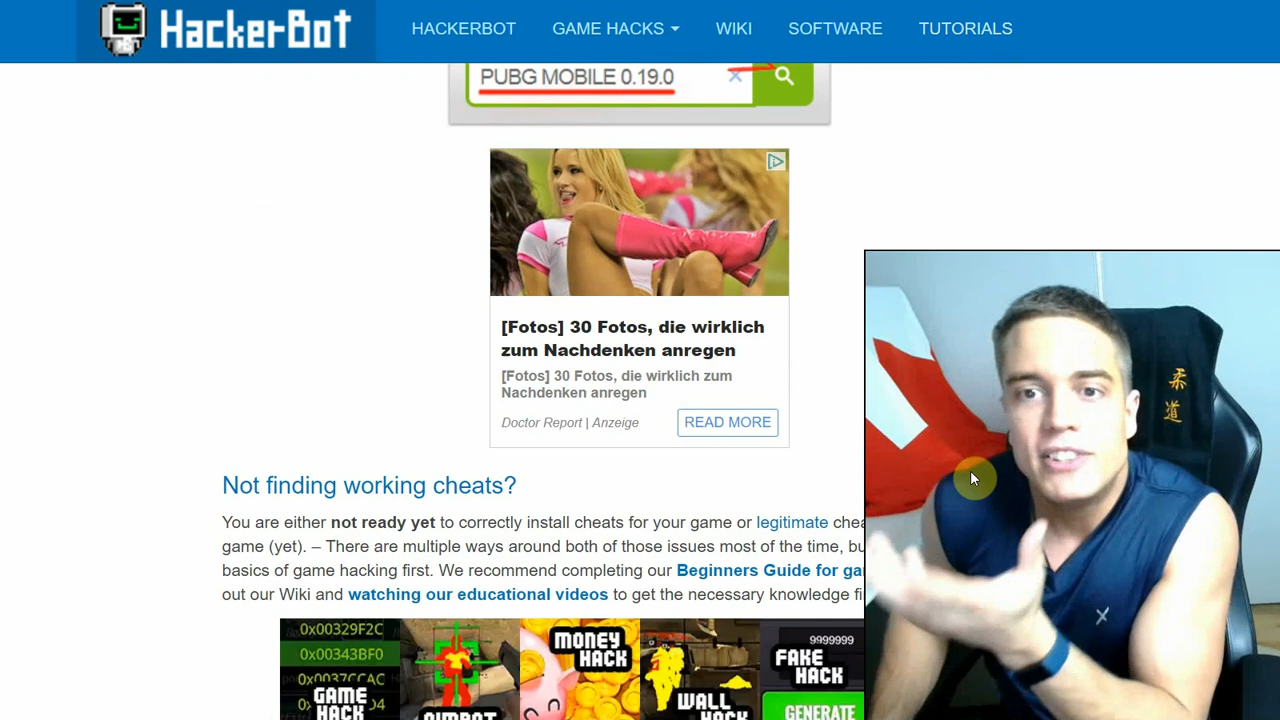 HackerBot
HACKERBOT
GAME HACKS
WIKI
SOFTWARE
TUTORIALS
PUBG MOBILE 0.19.0
[Fotos] 30 Fotos, die wirklich
zum Nachdenken anregen
[Fotos] 30 Fotos, die wirklich zum
Nachdenken anregen
Doctor Report | Anzeige
READ MORE
柔
道
Not finding working cheats?
You are either not ready yet to correctly install cheats for your game or legitimate
game (yet). – There are multiple ways around both of those issues most of the time,
basics of game hacking first. We recommend completing our Beginners Guide for
out our Wiki and watching our educational videos to get the necessary knowledge
0x00329F2C
0x00343BF0
0x0037CCAC
GAME
HACK
AIMBOT
MONEY
HACK
WALL
HACK
9999999
FAKE
HACK
GENERATE